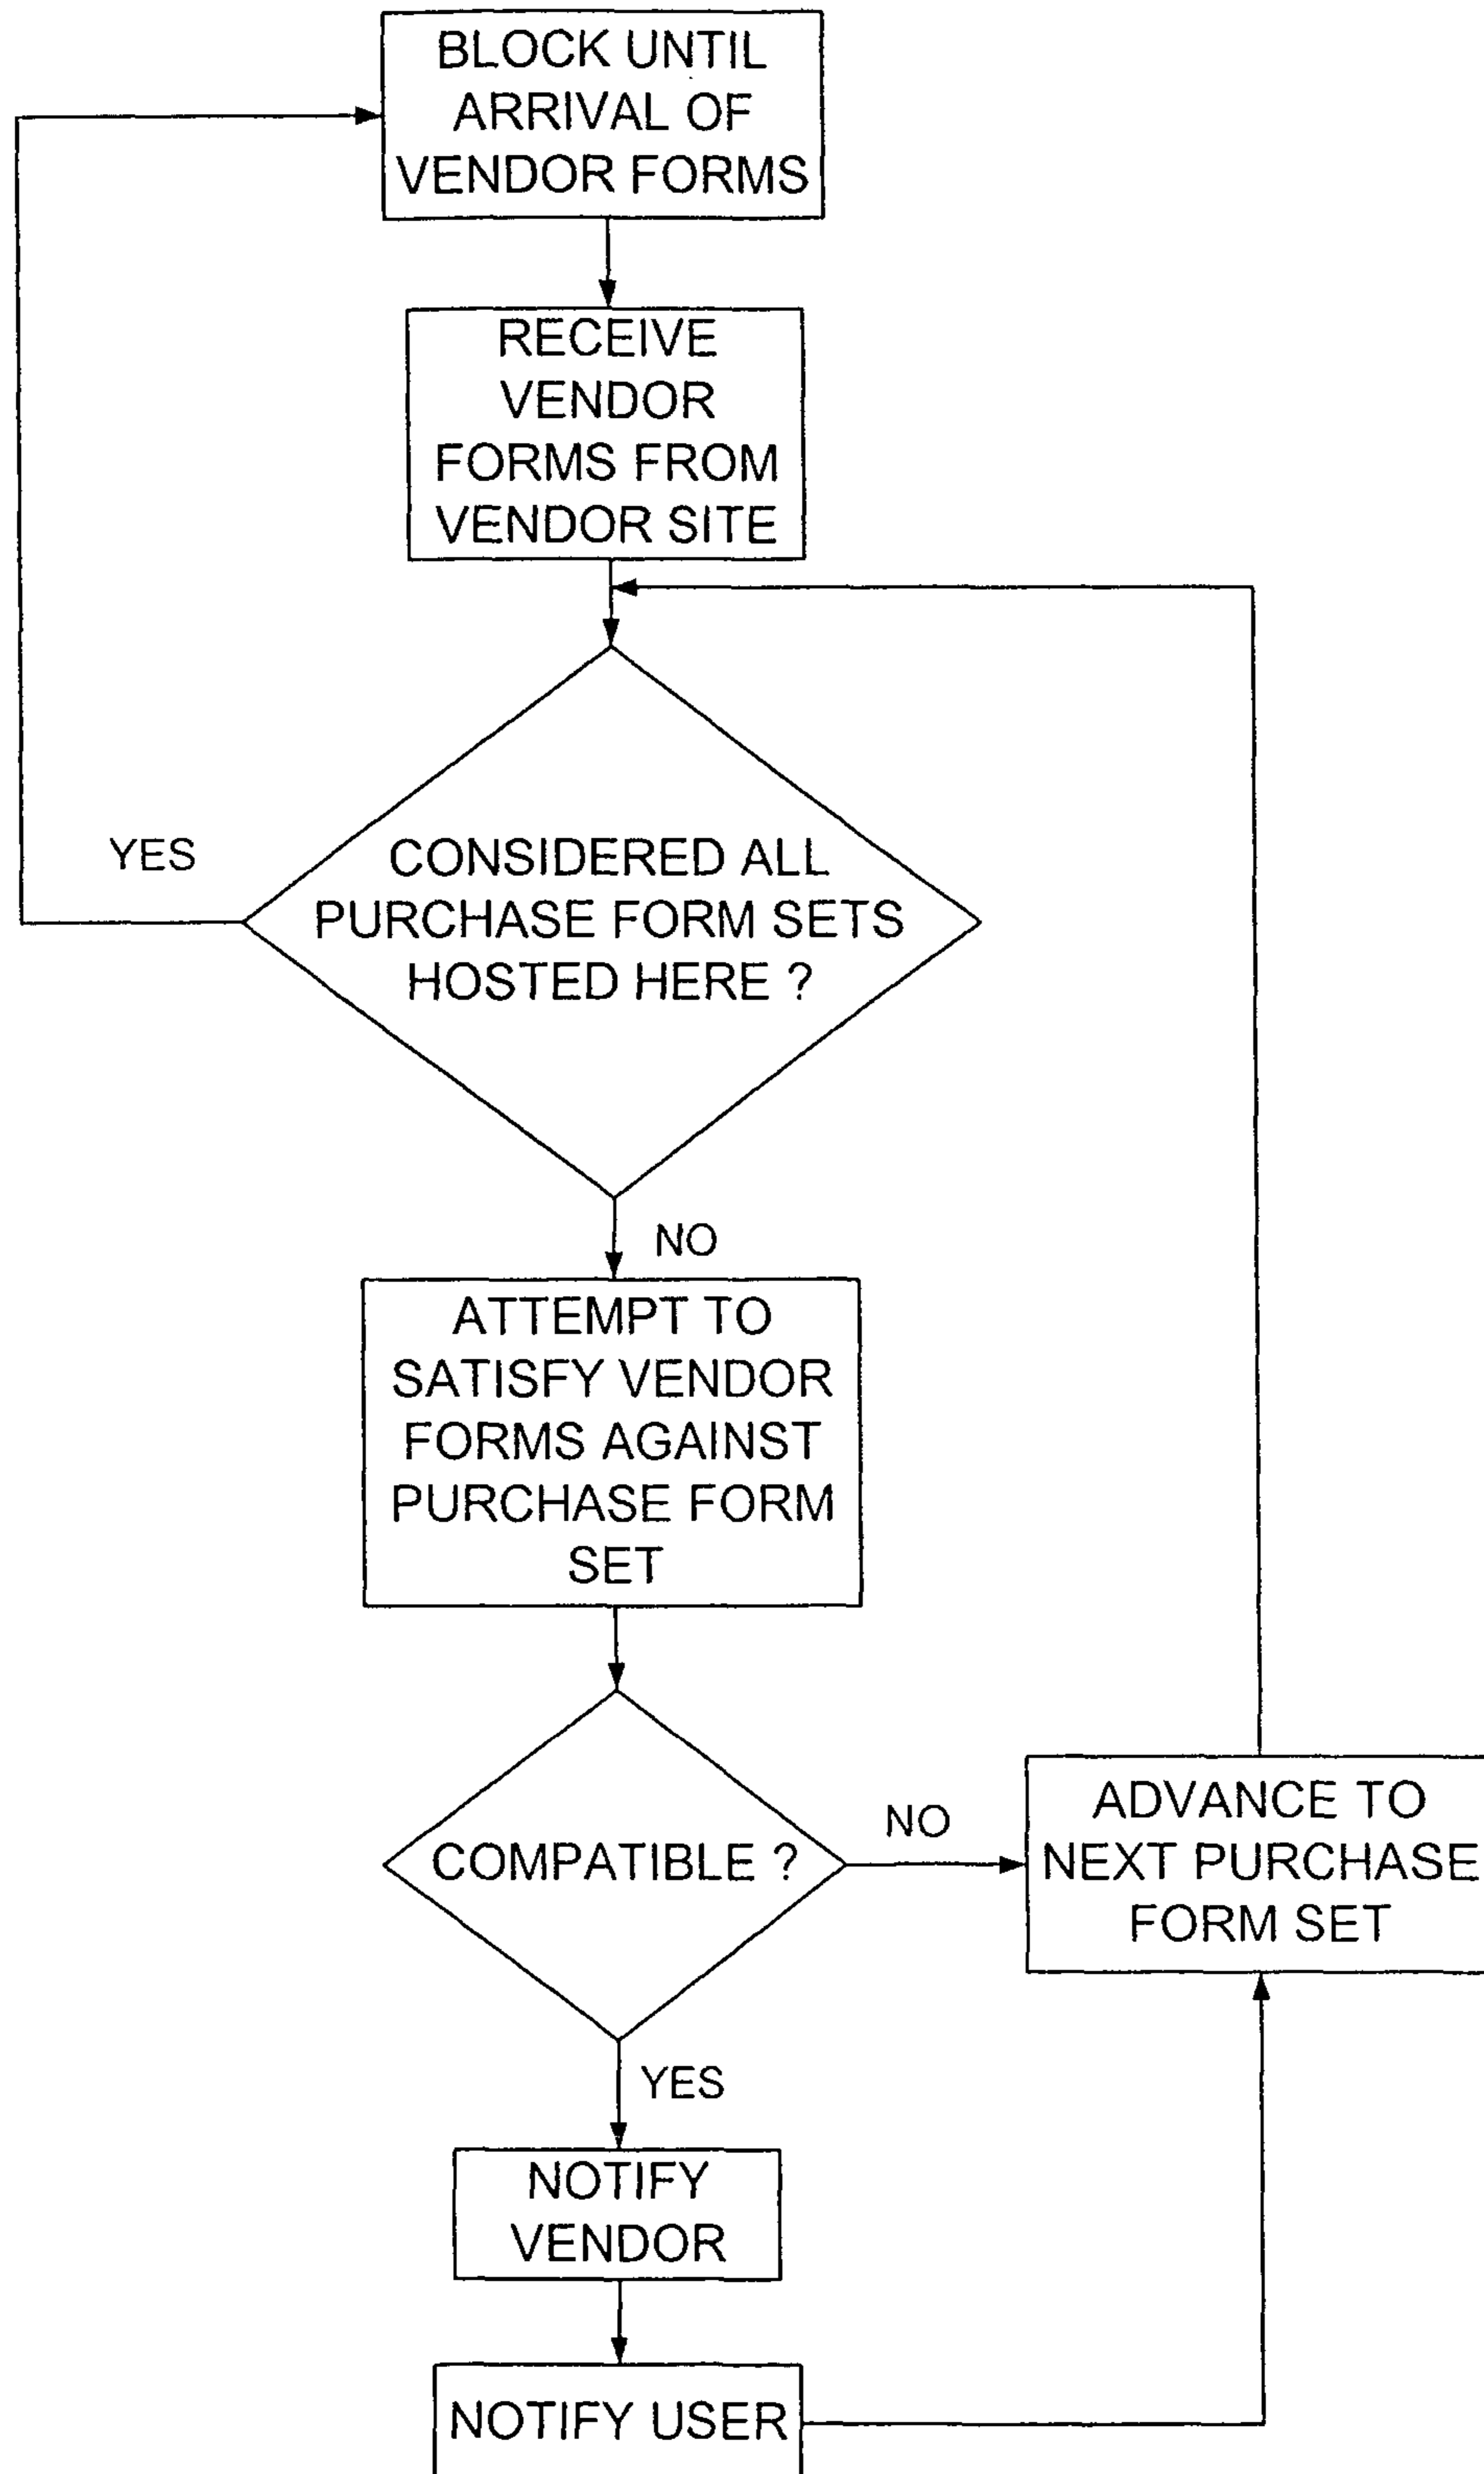 BLOCK UNTIL
ARRIVAL OF
VENDOR FORMS
RECEIVE
VENDOR
FORMS FROM
VENDOR SITE
YES
CONSIDERED ALL
PURCHASE FORM SETS
HOSTED HERE ?
NO
ATTEMPT TO
SATISFY VENDOR
FORMS AGAINST
PURCHASE FORM
SET
COMPATIBLE ?
NO
ADVANCE TO
NEXT PURCHASE
FORM SET
YES
NOTIFY
VENDOR
NOTIFY USER